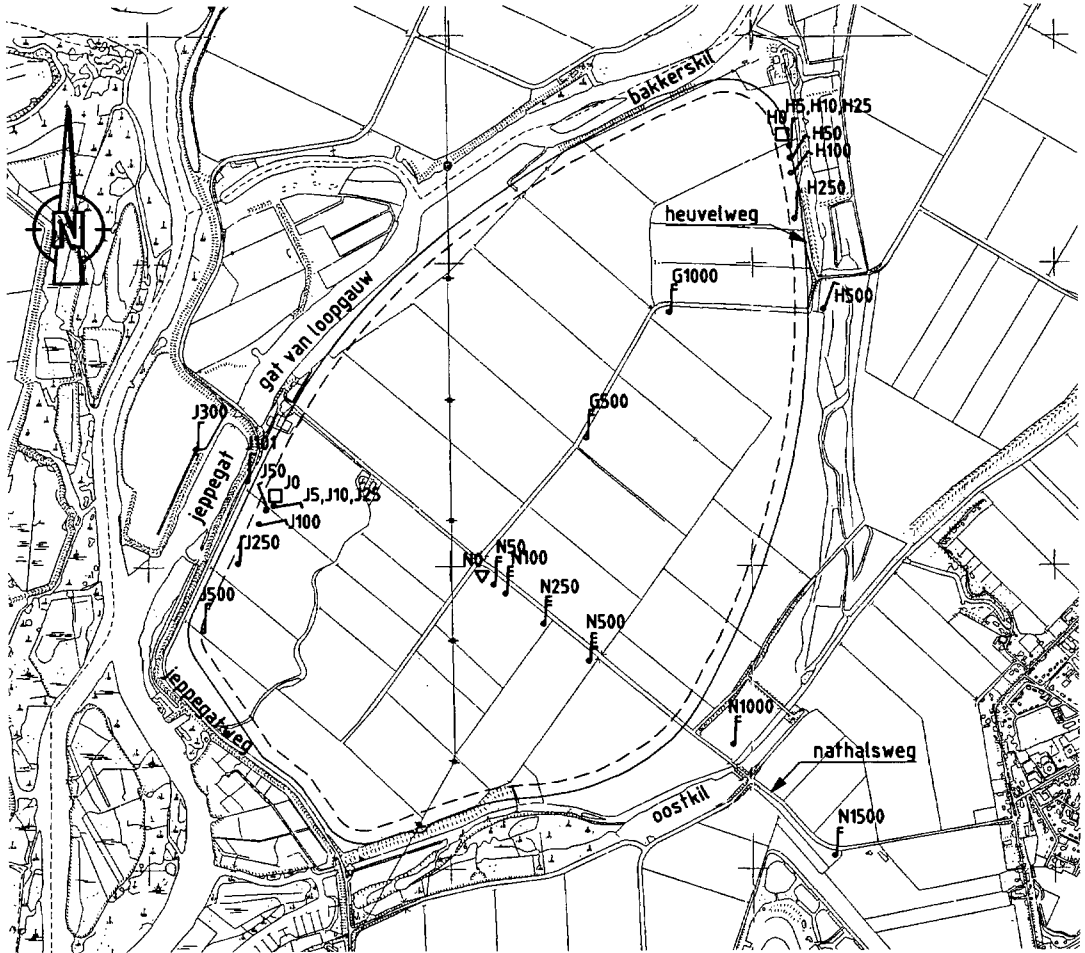 bakkerskil
H5,H10,H25
H0
H50
H100
H250
heuvelweg
N
G1000
H500
gat van loopgauw
G500
J300
J101
J50
J0
J5,J10,J25
jeppegat
J100
J250
N0
N50
N100
N250
J500
N500
jeppegatweg
N1000
nathalsweg
oostkil
N1500